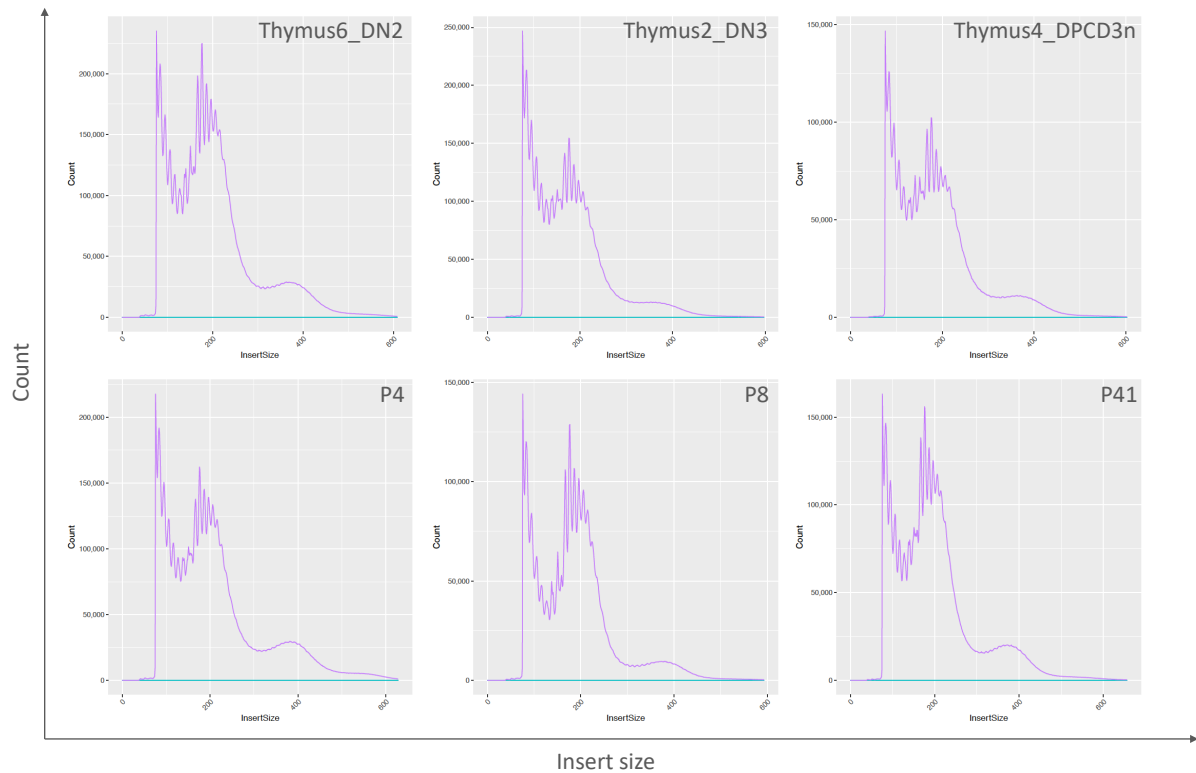 Thymus6_DN2
200,000
150,000
100,000
50,000
0
Count
0
200
400
600
InsertSize
Thymus2_DN3
250,000
200,000
150,000
100,000
50,000
0
Count
0
200
400
600
InsertSize
Thymus4_DPCD3n
150,000
100,000
50,000
0
Count
0
200
400
600
InsertSize
Count
P4
200,000
150,000
100,000
50,000
0
Count
0
200
400
600
InsertSize
P8
150,000
100,000
50,000
0
Count
0
200
400
600
InsertSize
P41
150,000
100,000
50,000
0
Count
0
200
400
600
InsertSize
Insert size